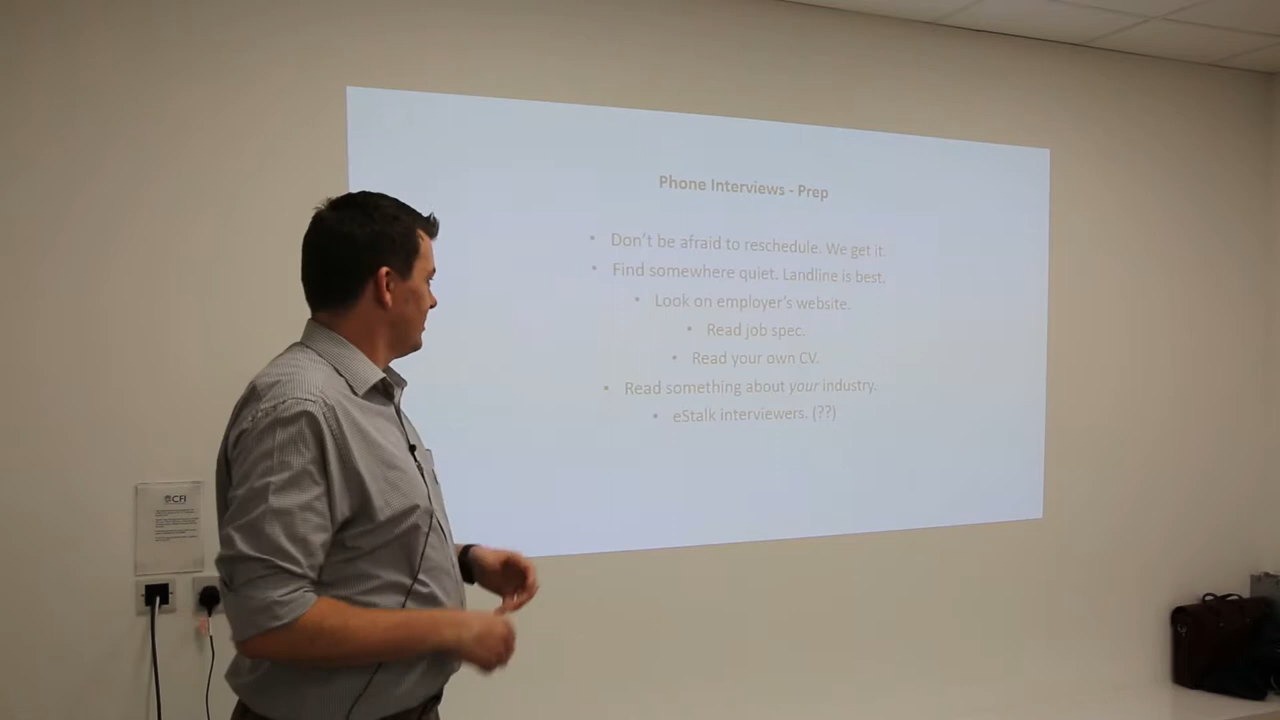 Phone Interviews - Prep
• Don't be afraid to reschedule. We get it.
• Find somewhere quiet. Landline is best.
• Look on employer's website.
• Read job spec.
• Read your own CV.
• Read something about your industry.
• eStalk interviewers. (??)
CFI